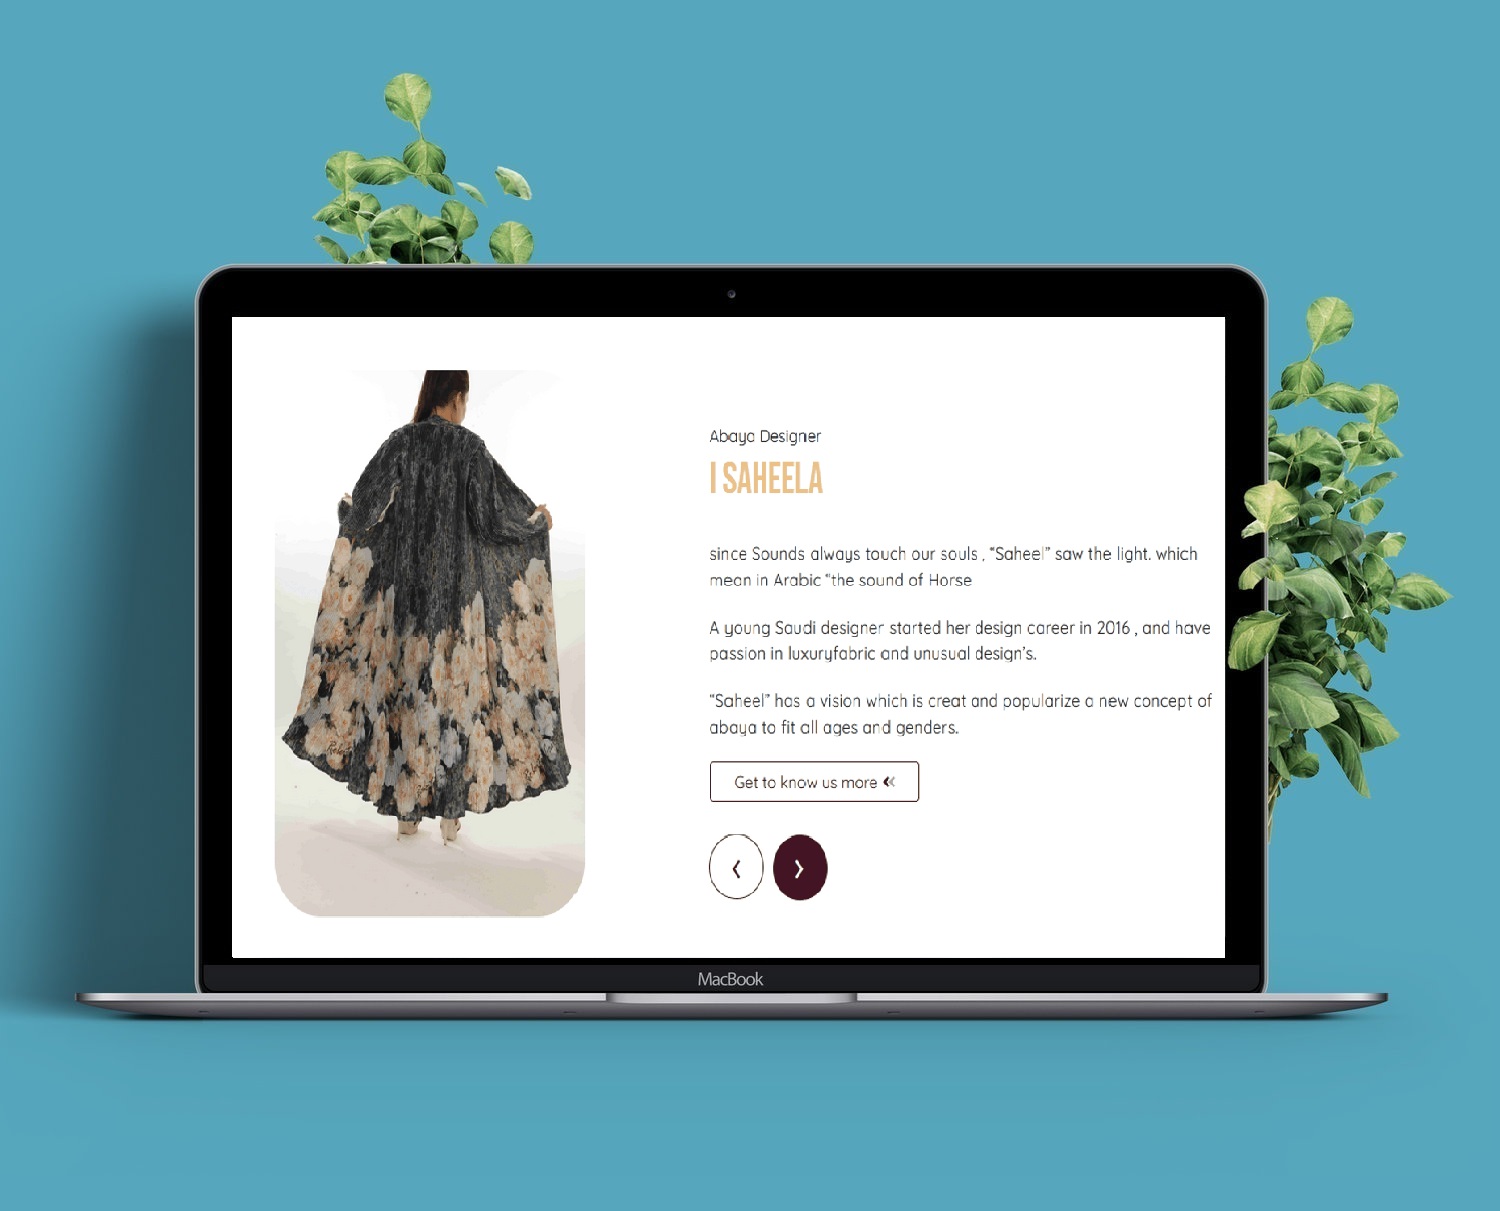 Abaya Designer
I SAHEELA
since Sounds always touch our souls , “Saheel” saw the light. which
mean in Arabic “the sound of Horse
A young Saudi designer started her design career in 2016 , and have
passion in luxuryfabric and unusual design’s.
“Saheel” has a vision which is creat and popularize a new concept of
abaya to fit all ages and genders.
Get to know us more
MacBook